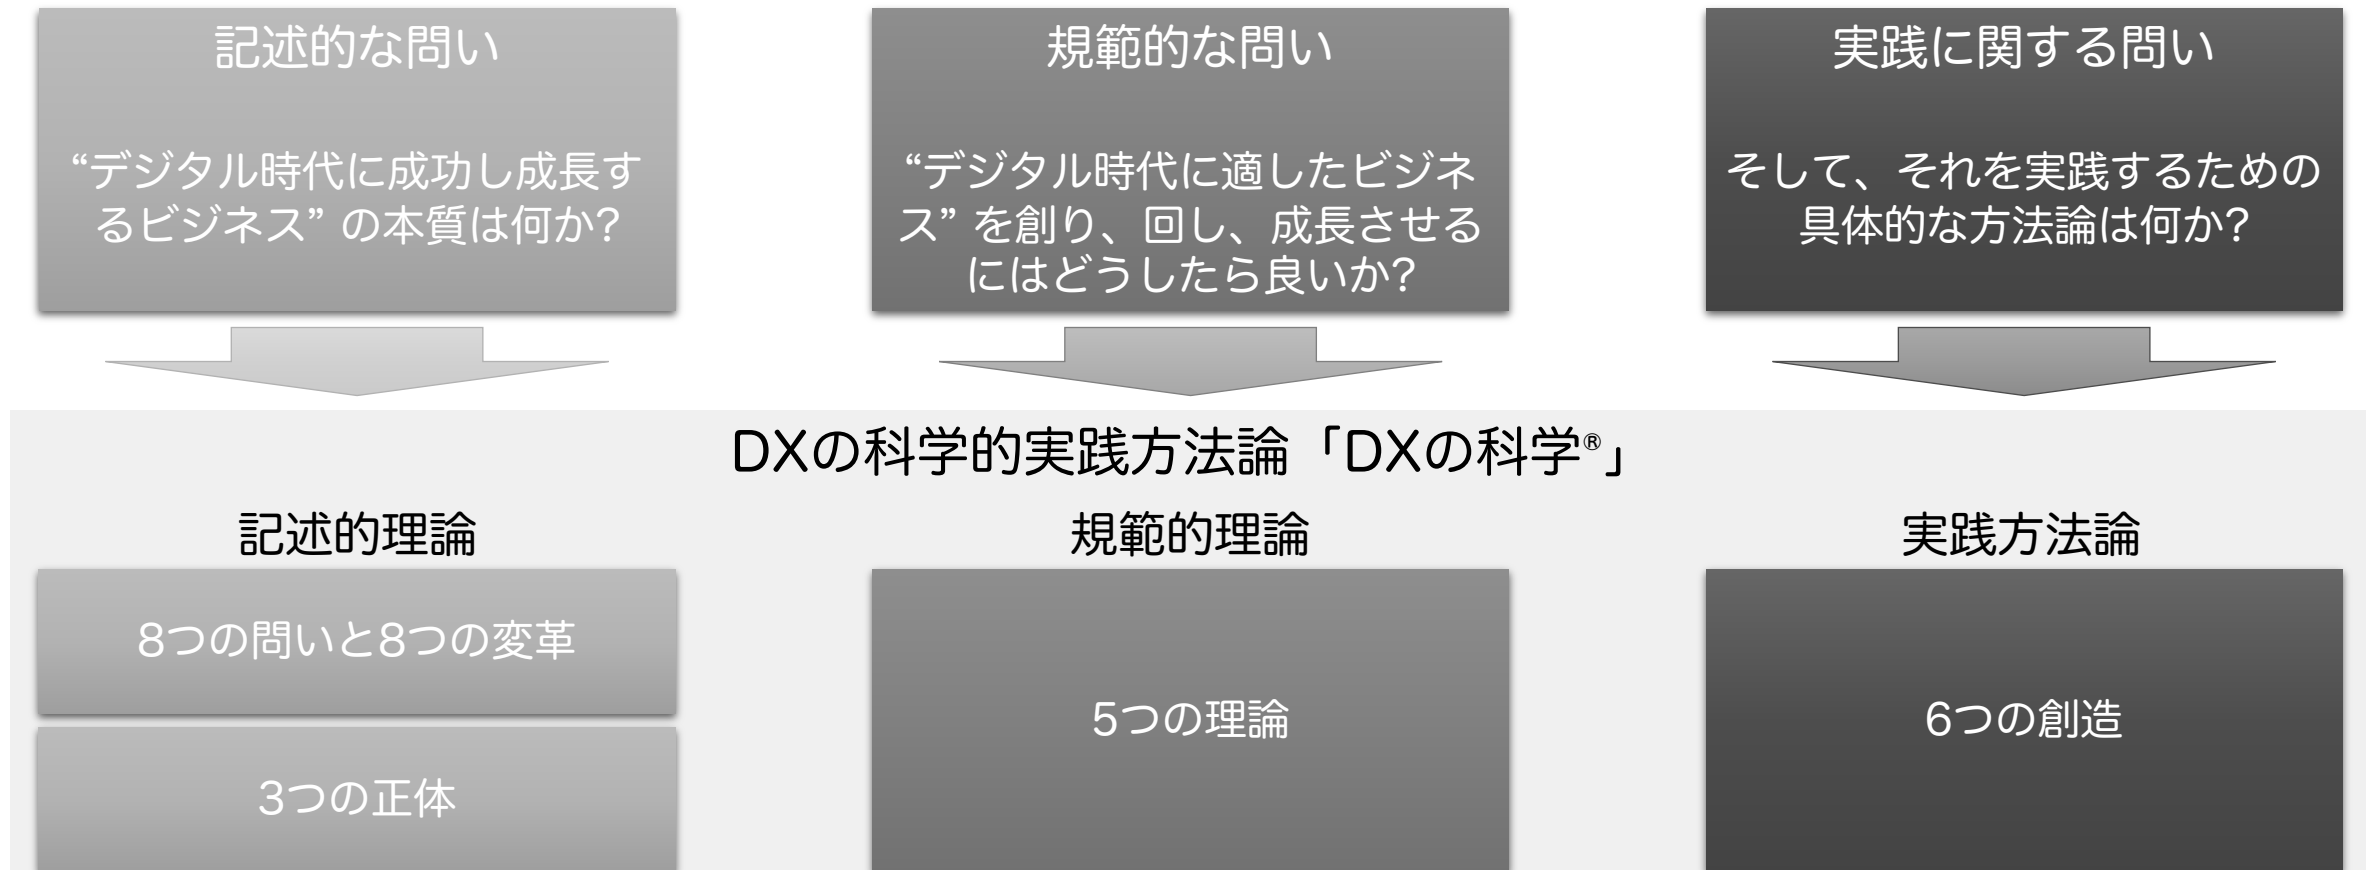 記述的な問い
“デジタル時代に成功し成長す
るビジネス” の本質は何か?
規範的な問い
“デジタル時代に適したビジネ
ス” を創り、回し、成長させる
にはどうしたら良いか?
実践に関する問い
そして、それを実践するための
具体的な方法論は何か?
DXの科学的実践方法論「DXの科学®」
記述的理論
8つの問いと8つの変革
3つの正体
規範的理論
5つの理論
実践方法論
6つの創造